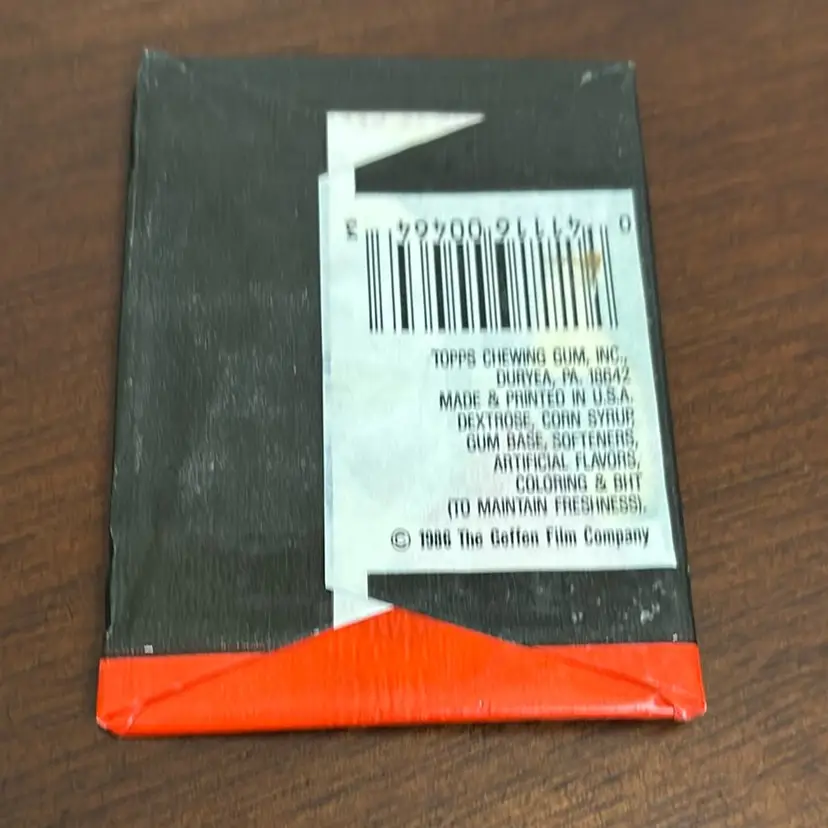 0 41116 00464
TOPPS CHEWING GUM, INC.,
DURYEA, PA. 18642
MADE & PRINTED IN U.S.A.
DEXTROSE, CORN SYRUP,
GUM BASE, SOFTENERS,
ARTIFICIAL FLAVORS,
COLORING & BHT
(TO MAINTAIN FRESHNESS).
© 1986 The Geffen Film Company